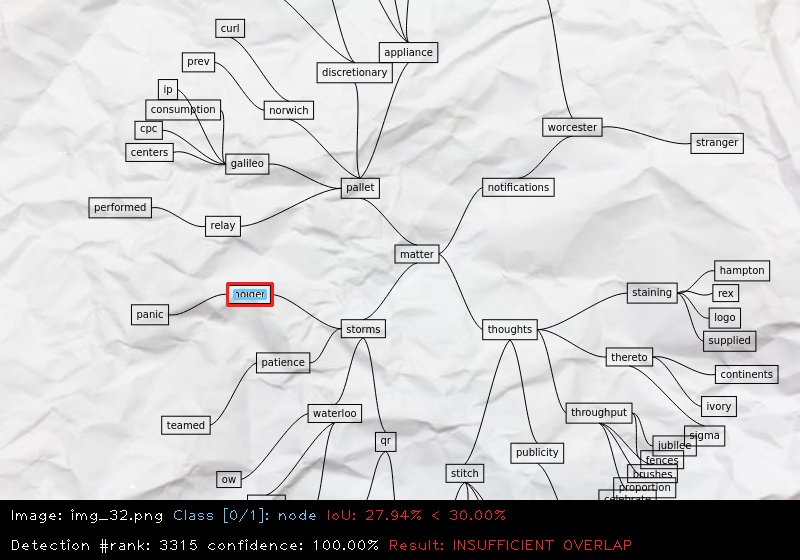 curl
appliance
prev
discretionary
ip
consumption
norwich
cpc
worcester
stranger
centers
galileo
pallet
notifications
performed
relay
matter
hampton
staining
rex
holger
panic
logo
storms
thoughts
supplied
patience
thereto
continents
ivory
waterloo
throughput
teamed
sigma
qr
jubilee
publicity
fences
stitch
brushes
ow
proportion
celebrate
Image: img_32.png Class [0/1]: node IoU: 27.94% < 30.00%
Detection #rank: 3315 confidence: 100.00% Result: INSUFFICIENT OVERLAP